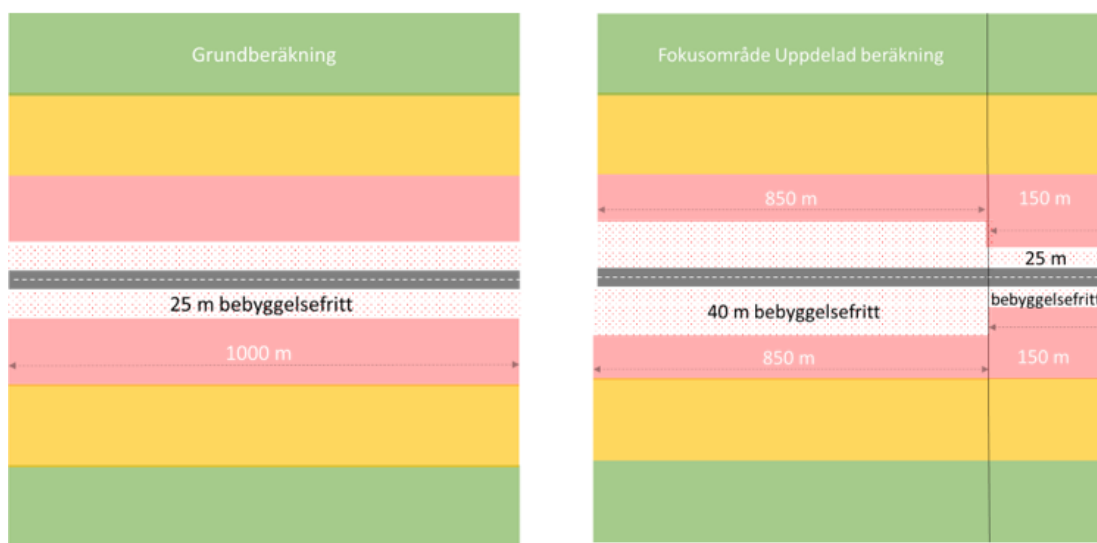 Grundberäkning
25 m bebyggelsefritt
1000 m
Fokusområde Uppdelad beräkning
850 m
150 m
25 m
40 m bebyggelsefritt
bebyggelsefritt
850 m
150 m